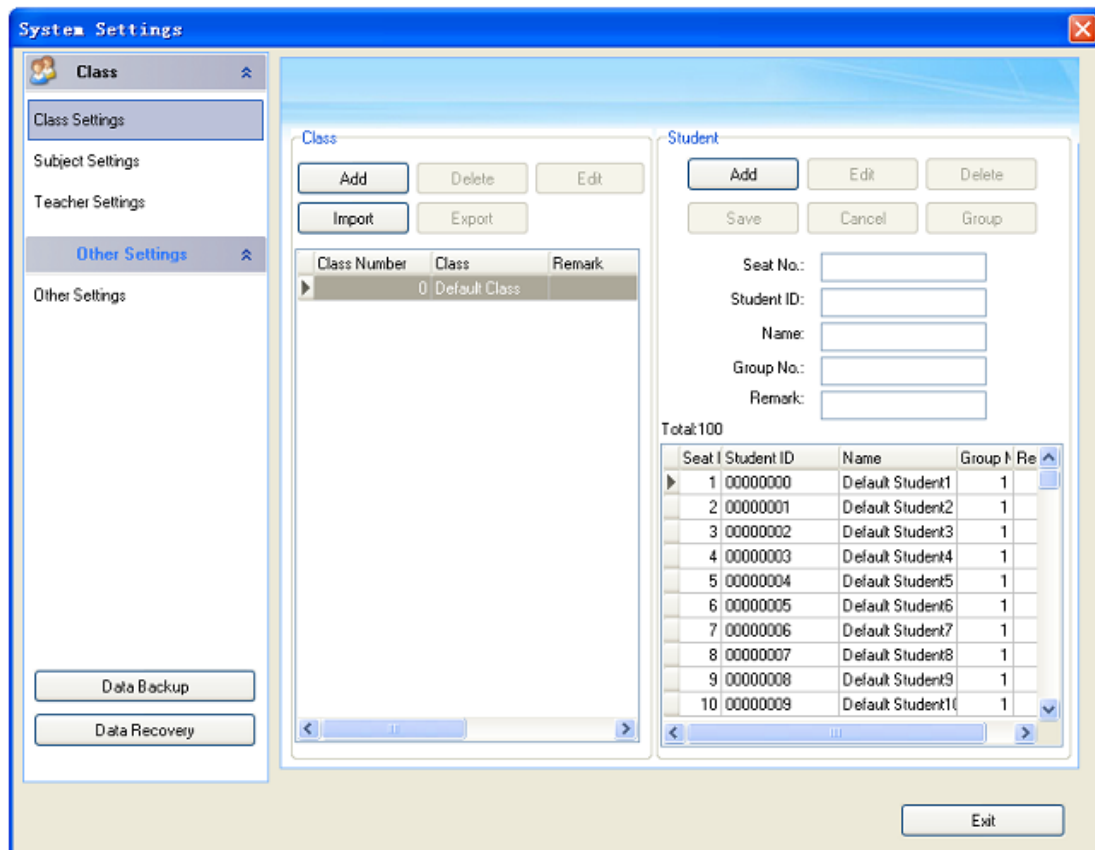 System Settings
Class
Class Settings
Subject Settings
Teacher Settings
Other Settings
Other Settings
Data Backup
Data Recovery
Class
Add Delete Edit
Import Export
Class Number Class Remark
0 Default Class
Student
Add Edit Delete
Save Cancel Group
Seat No.:
Student ID:
Name:
Group No.:
Remark:
Total:100
Seat Student ID Name Group N Re
1 00000000 Default Student1 1
2 00000001 Default Student2 1
3 00000002 Default Student3 1
4 00000003 Default Student4 1
5 00000004 Default Student5 1
6 00000005 Default Student6 1
7 00000006 Default Student7 1
8 00000007 Default Student8 1
9 00000008 Default Student9 1
10 00000009 Default Student10 1
Exit